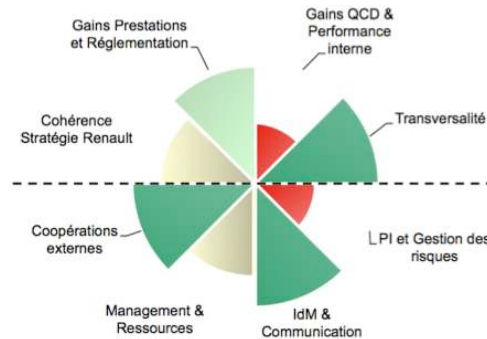 Gains Prestations
et Réglementation
Gains QCD &
Performance
interne
Cohérence
Stratégie Renault
Transversalité
Coopérations
externes
PI et Gestion des
risques
Management &
Ressources
IdM &
Communication